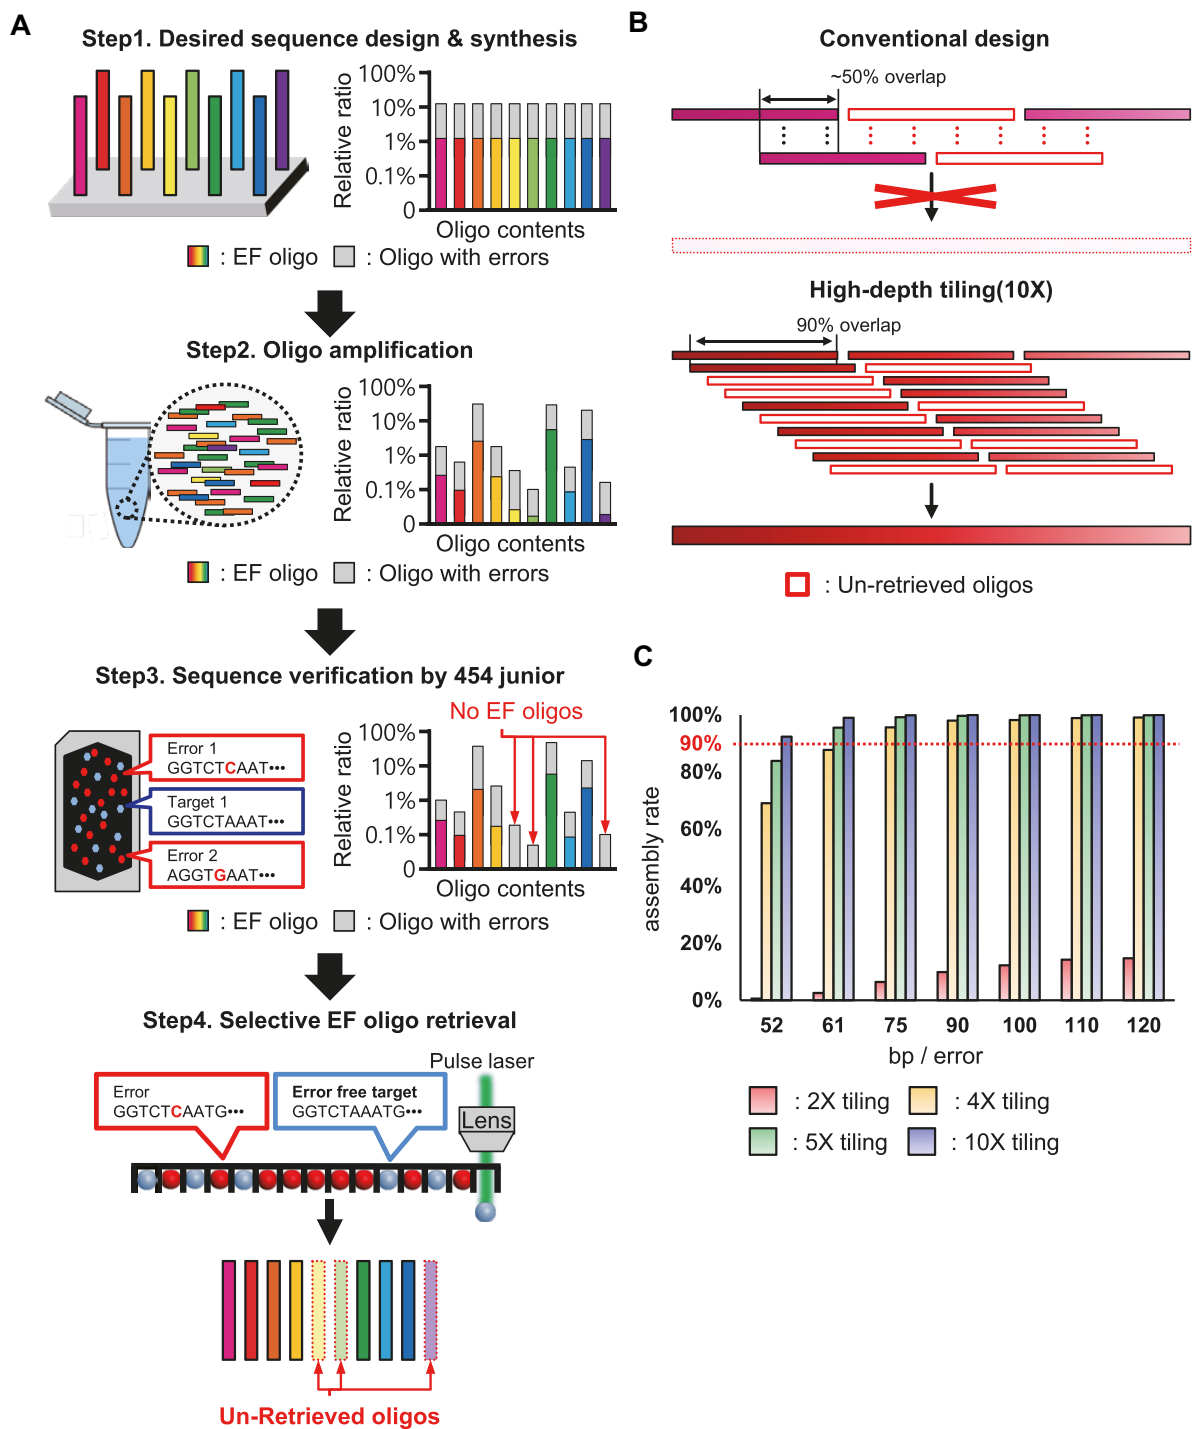 A
Step1. Desired sequence design & synthesis
Relative ratio
100%
10%
1%
0.1%
0
Oligo contents
: EF oligo : Oligo with errors
Step2. Oligo amplification
Relative ratio
100%
10%
1%
0.1%
0
Oligo contents
: EF oligo : Oligo with errors
Step3. Sequence verification by 454 junior
No EF oligos
Error 1
GGTCTCAAT•••
Target 1
GGTCTAAAT•••
Error 2
AGGTGAAT•••
Relative ratio
100%
10%
1%
0.1%
0
Oligo contents
: EF oligo : Oligo with errors
Step4. Selective EF oligo retrieval
Pulse laser
Error
GGTCTCAATG•••
Error free target
GGTCTAAATG•••
Lens
Un-Retrieved oligos
B
Conventional design
~50% overlap
High-depth tiling(10X)
90% overlap
: Un-retrieved oligos
C
assembly rate
100%
90%
80%
60%
40%
20%
0%
52 61 75 90 100 110 120
bp / error
: 2X tiling : 4X tiling
: 5X tiling : 10X tiling